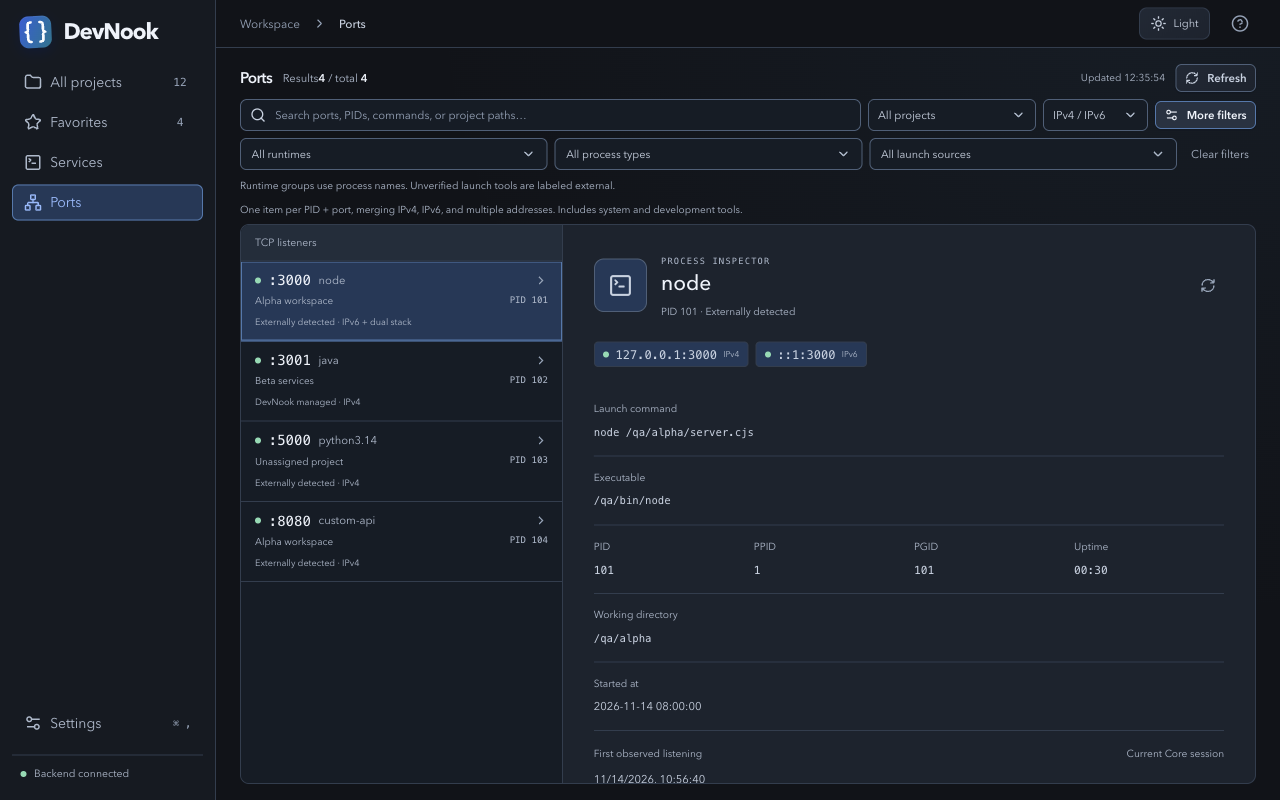 { } DevNook
All projects 12
Favorites 4
Services
Ports
Settings ⌘ ,
Backend connected
Workspace > Ports
Light
Ports Results4 / total 4
Updated 12:35:54 Refresh
Search ports, PIDs, commands, or project paths…
All projects
IPv4 / IPv6
More filters
All runtimes
All process types
All launch sources
Clear filters
Runtime groups use process names. Unverified launch tools are labeled external.
One item per PID + port, merging IPv4, IPv6, and multiple addresses. Includes system and development tools.
TCP listeners
:3000 node
Alpha workspace PID 101
Externally detected · IPv6 + dual stack
:3001 java
Beta services PID 102
DevNook managed · IPv4
:5000 python3.14
Unassigned project PID 103
Externally detected · IPv4
:8080 custom-api
Alpha workspace PID 104
Externally detected · IPv4
PROCESS INSPECTOR
node
PID 101 · Externally detected
127.0.0.1:3000 IPv4
::1:3000 IPv6
Launch command
node /qa/alpha/server.cjs
Executable
/qa/bin/node
PID PPID PGID Uptime
101 1 101 00:30
Working directory
/qa/alpha
Started at
2026-11-14 08:00:00
First observed listening Current Core session
11/14/2026, 10:56:40